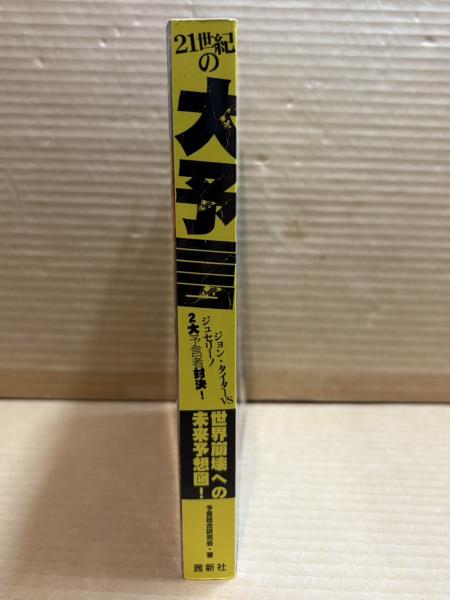 21世紀の
大予言
ジョン・タイターVS
ジュセリーノ
2大予言者対決!
世界崩壊への
未来予想図!
予言総合研究会・著
茜新社